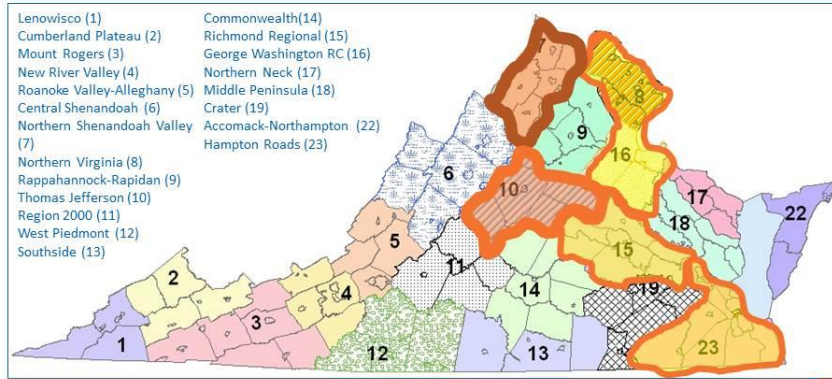 Lenowisco (1)
Cumberland Plateau (2)
Mount Rogers (3)
New River Valley (4)
Roanoke Valley-Alleghany (5)
Central Shenandoah (6)
Northern Shenandoah Valley
(7)
Northern Virginia (8)
Rappahannock-Rapidan (9)
Thomas Jefferson (10)
Region 2000 (11)
West Piedmont (12)
Southside (13)
Commonwealth(14)
Richmond Regional (15)
George Washington RC (16)
Northern Neck (17)
Middle Peninsula (18)
Crater (19)
Accomack-Northampton (22)
Hampton Roads (23)
7
8
9
16
6
10
17
18
22
5
15
11
2
4
14
19
3
1
12
13
23